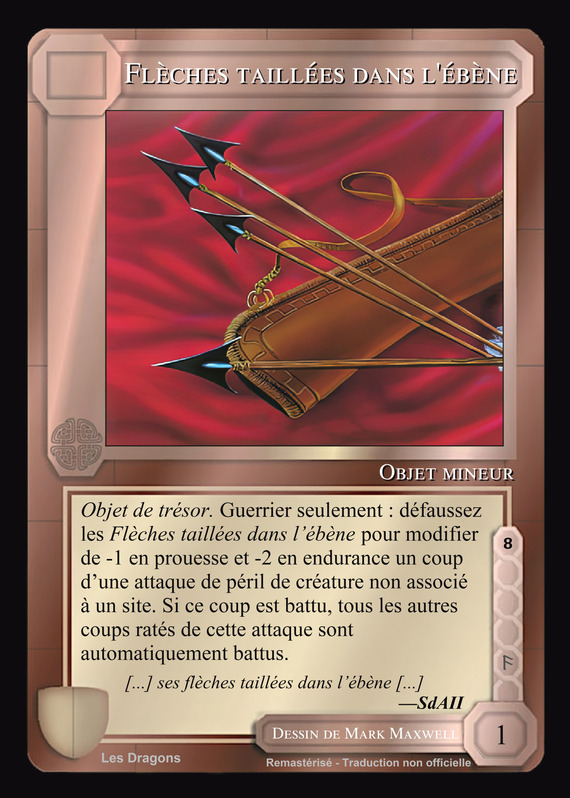 Flèches taillées dans l'ébène
Objet mineur
Objet de trésor. Guerrier seulement : défaussez
les Flèches taillées dans l'ébène pour modifier
de -1 en prouesse et -2 en endurance un coup
d'une attaque de péril de créature non associé
à un site. Si ce coup est battu, tous les autres
coups ratés de cette attaque sont
automatiquement battus.
[...] ses flèches taillées dans l'ébène [...]
—SdAII
8
ᚩ
Dessin de Mark Maxwell
1
Les Dragons
Remastérisé - Traduction non officielle